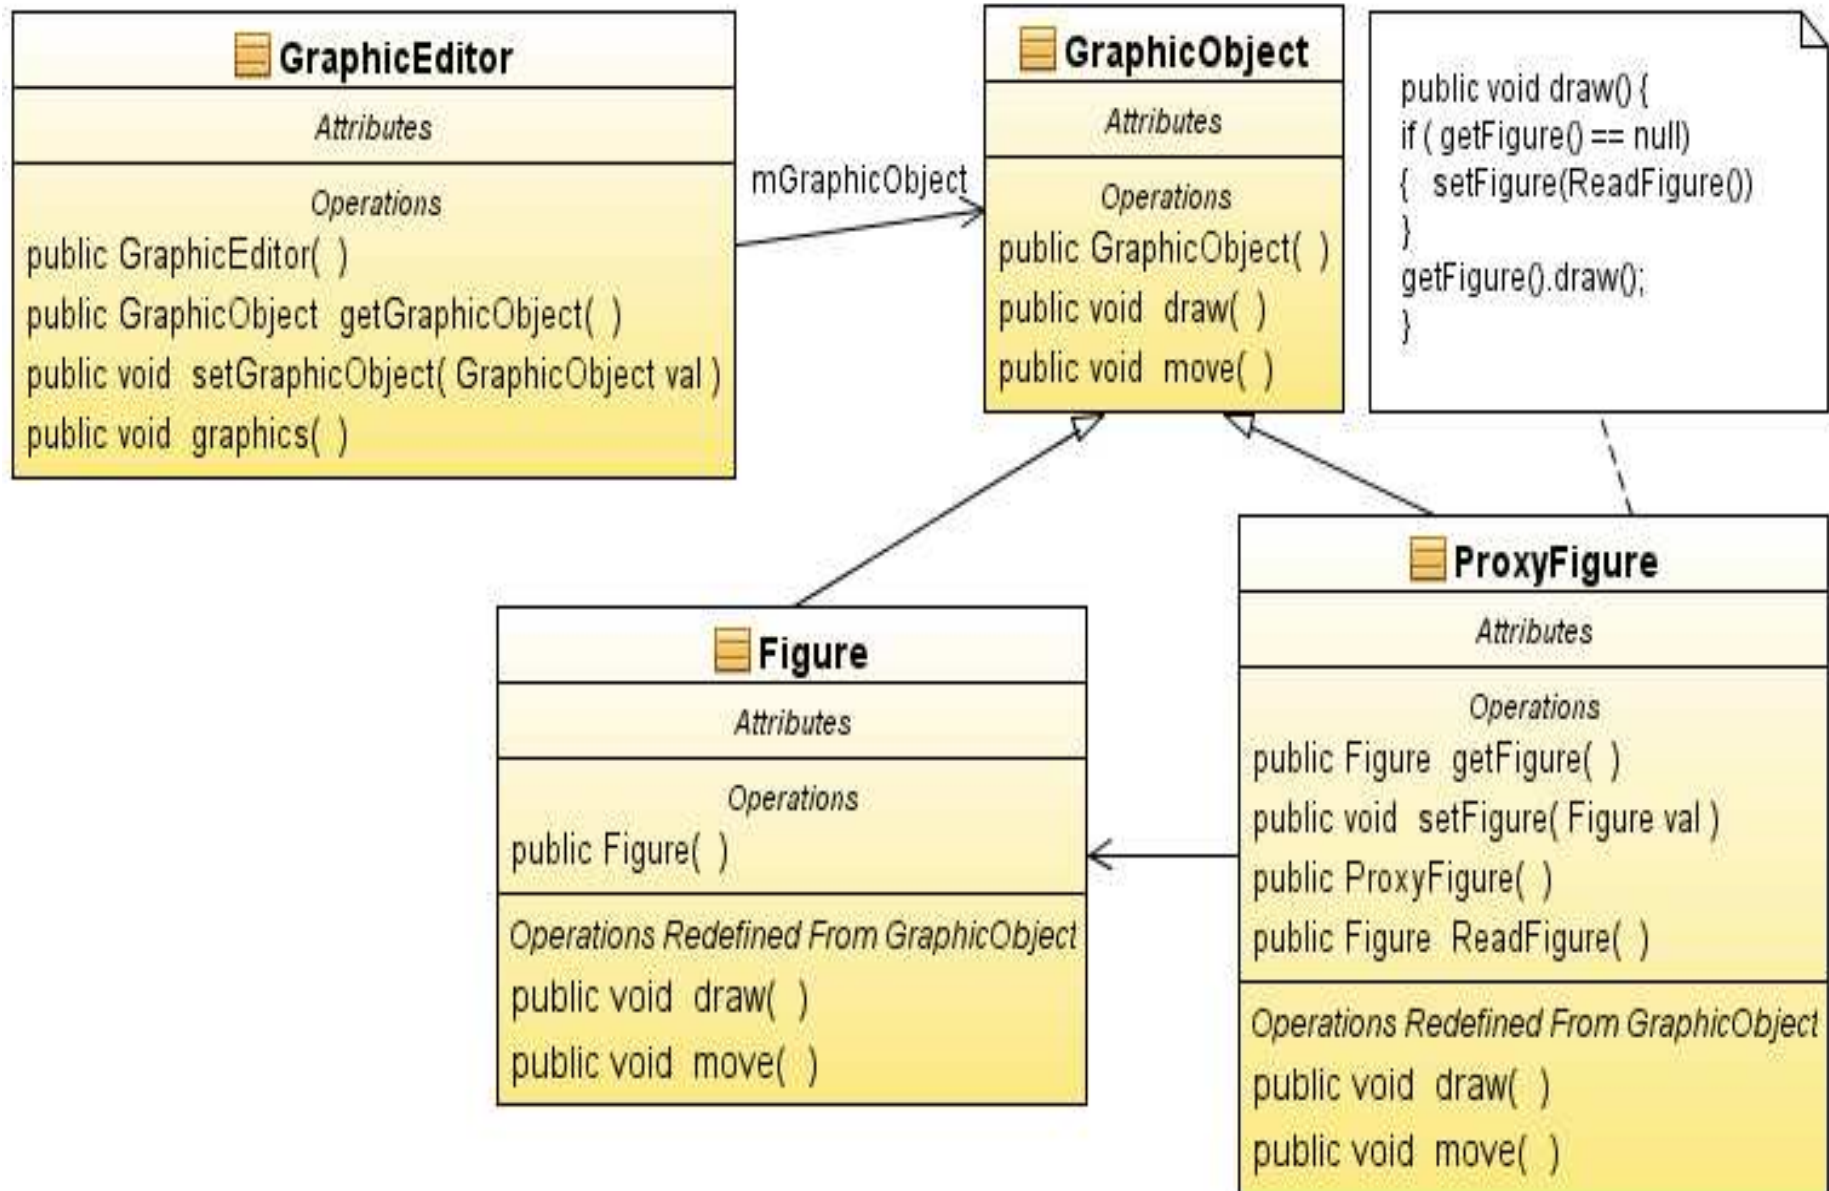 GraphicEditor
Attributes
Operations
public GraphicEditor( )
public GraphicObject getGraphicObject( )
public void setGraphicObject( GraphicObject val )
public void graphics( )
mGraphicObject
GraphicObject
Attributes
Operations
public GraphicObject( )
public void draw( )
public void move( )
public void draw() {
if ( getFigure() == null)
{ setFigure(ReadFigure())
}
getFigure().draw();
}
Figure
Attributes
Operations
public Figure( )
Operations Redefined From GraphicObject
public void draw( )
public void move( )
ProxyFigure
Attributes
Operations
public Figure getFigure( )
public void setFigure( Figure val )
public ProxyFigure( )
public Figure ReadFigure( )
Operations Redefined From GraphicObject
public void draw( )
public void move( )